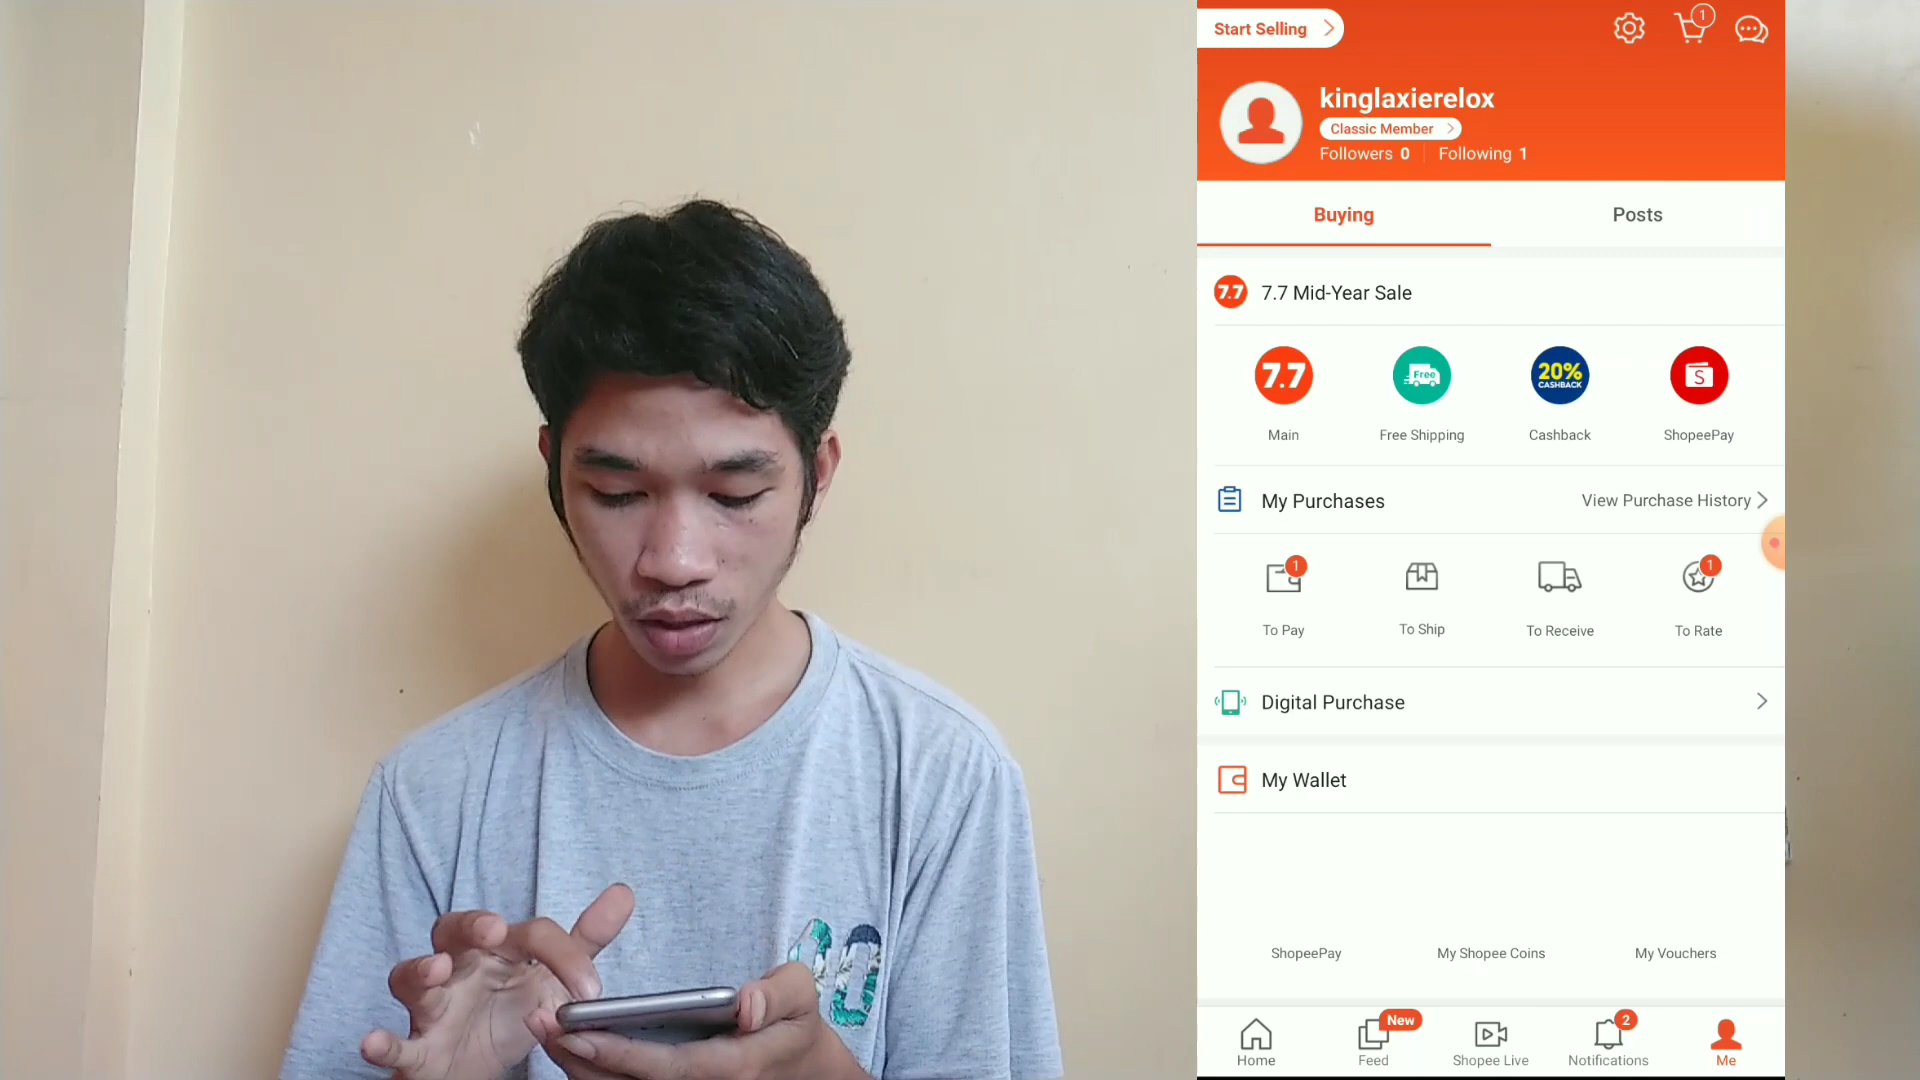 Start Selling
1
kinglaxierelox
Classic Member
Followers 0 Following 1
Buying Posts
7.7 7.7 Mid-Year Sale
7.7 Free 20% CASHBACK S
Main Free Shipping Cashback ShopeePay
My Purchases View Purchase History
1 1
To Pay To Ship To Receive To Rate
Digital Purchase
My Wallet
ShopeePay My Shopee Coins My Vouchers
New 2
Home Feed Shopee Live Notifications Me